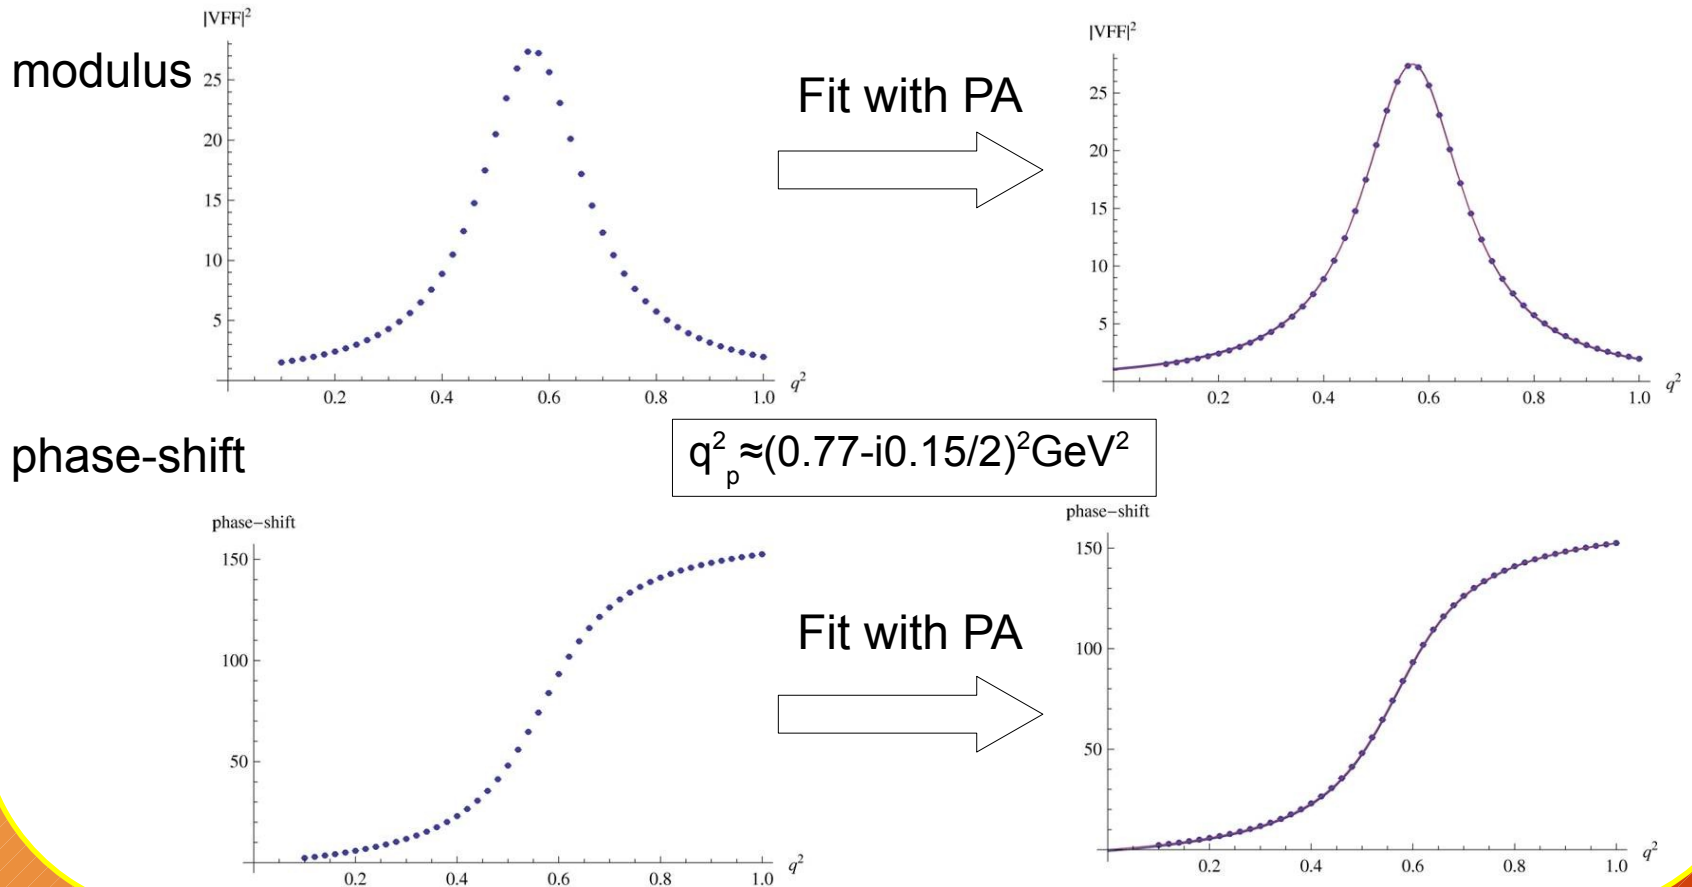 |VFF|²
modulus
25
20
15
10
5
0.2 0.4 0.6 0.8 1.0 q²
Fit with PA
|VFF|²
25
20
15
10
5
0.2 0.4 0.6 0.8 1.0 q²
q²ₚ≈(0.77-i0.15/2)²GeV²
phase-shift
phase−shift
150
100
50
0.2 0.4 0.6 0.8 1.0 q²
Fit with PA
phase−shift
150
100
50
0.2 0.4 0.6 0.8 1.0 q²